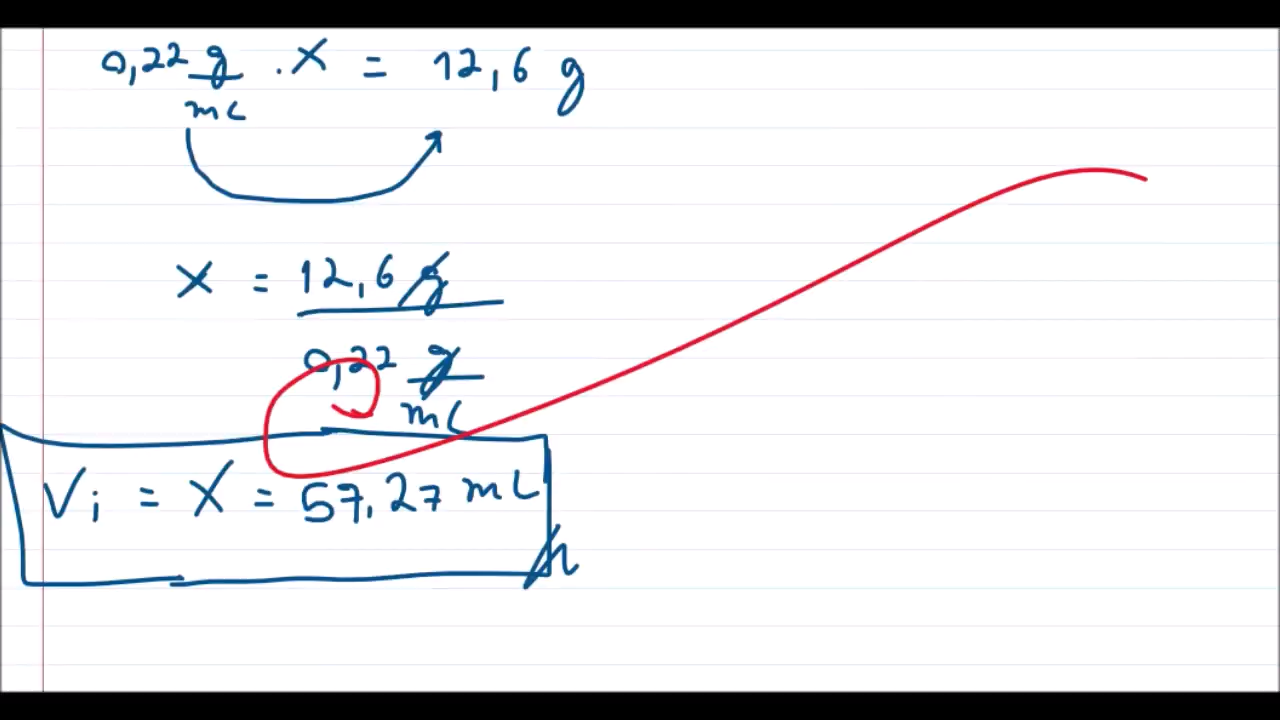 0,22 g/mL . X = 12,6 g
X = 12,6 g
0,22 g/mL
Vi = X = 57,27 mL